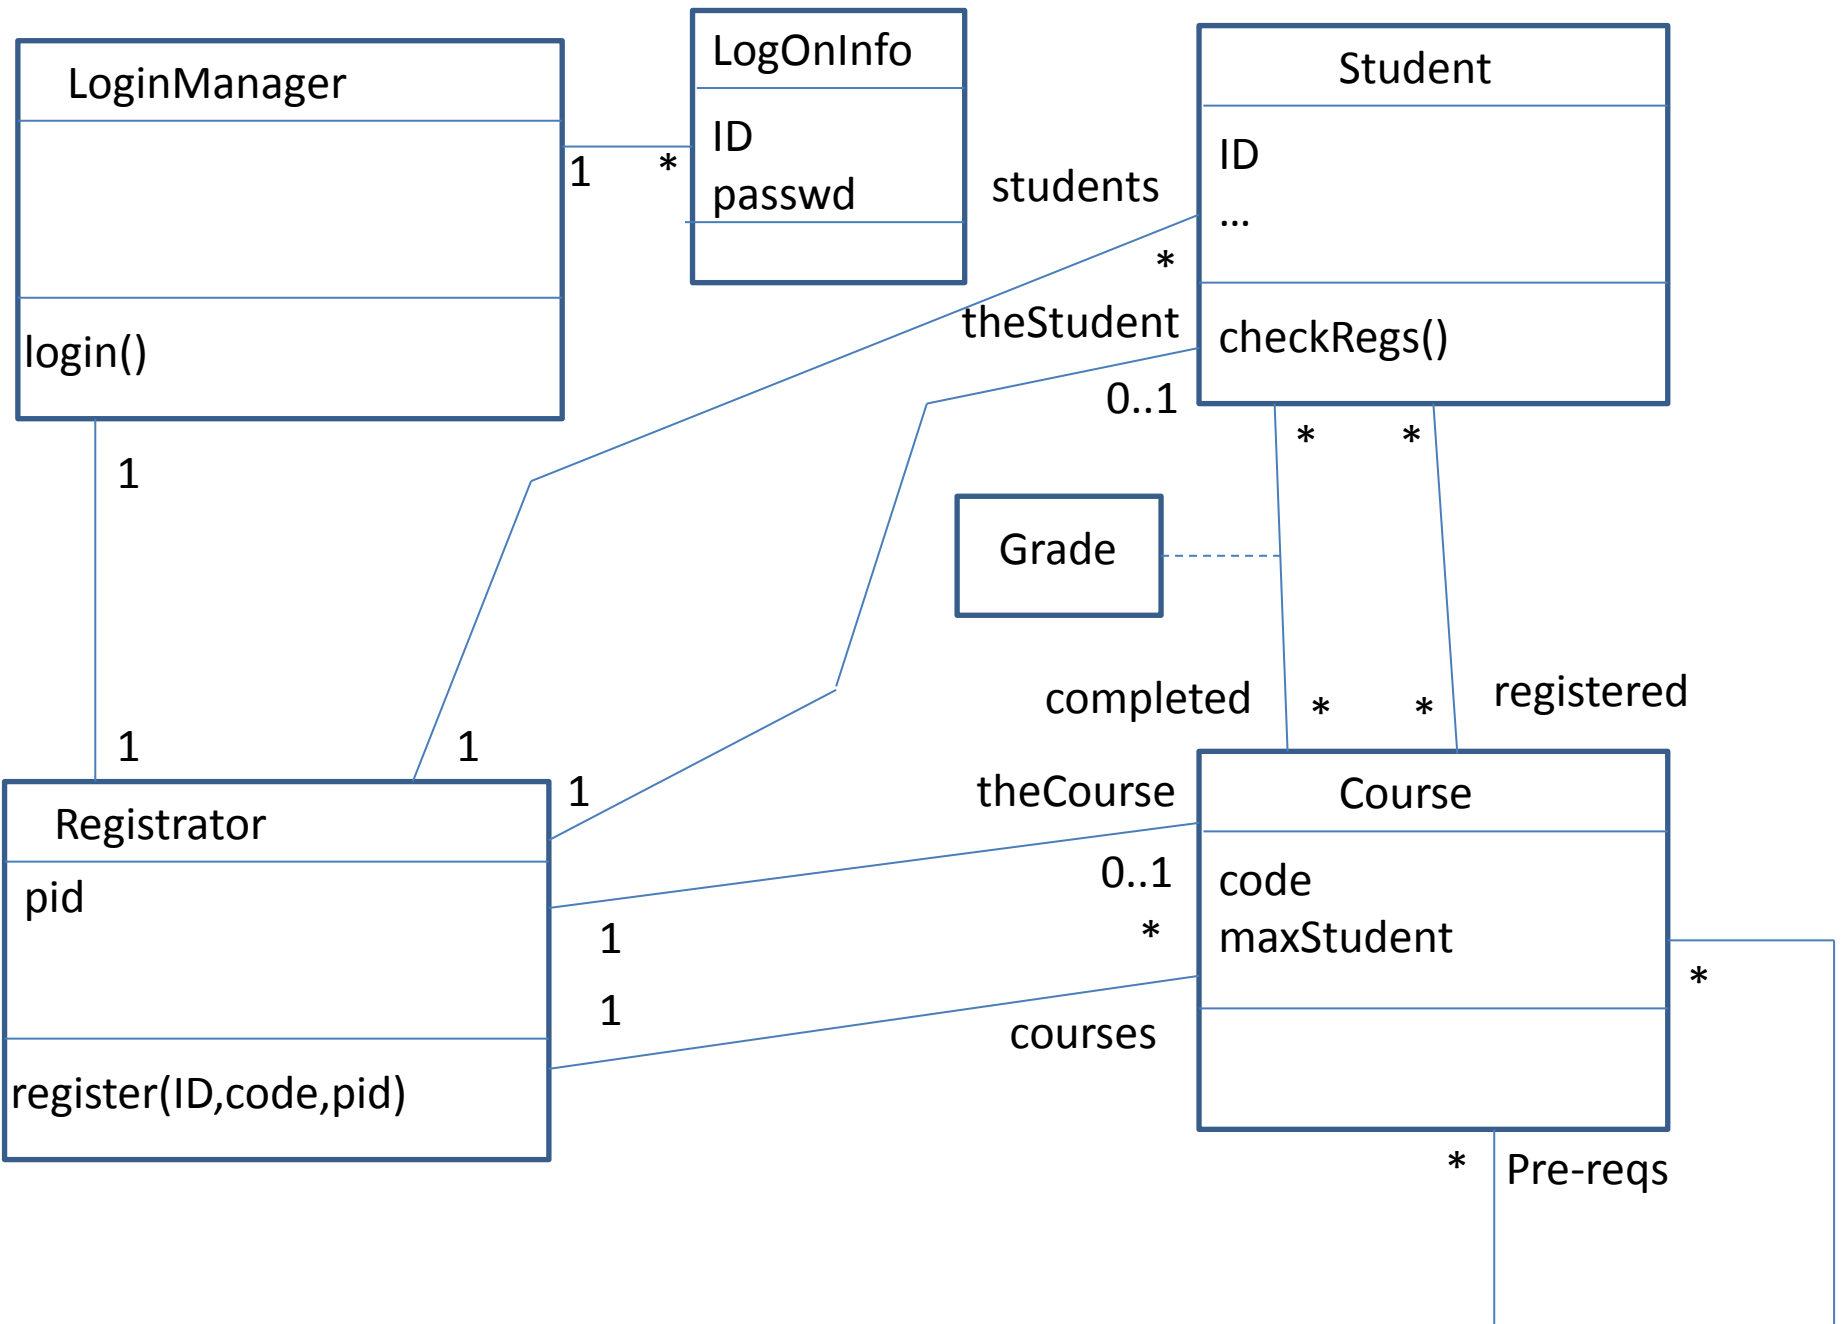 LoginManager
login()
1
*
LogOnInfo
ID
passwd
students
*
theStudent
0..1
Student
ID
...
checkRegs()
*
*
1
Grade
completed
*
*
registered
1
1
1
Registrator
pid
register(ID,code,pid)
theCourse
0..1
1
*
1
courses
Course
code
maxStudent
*
*
Pre-reqs